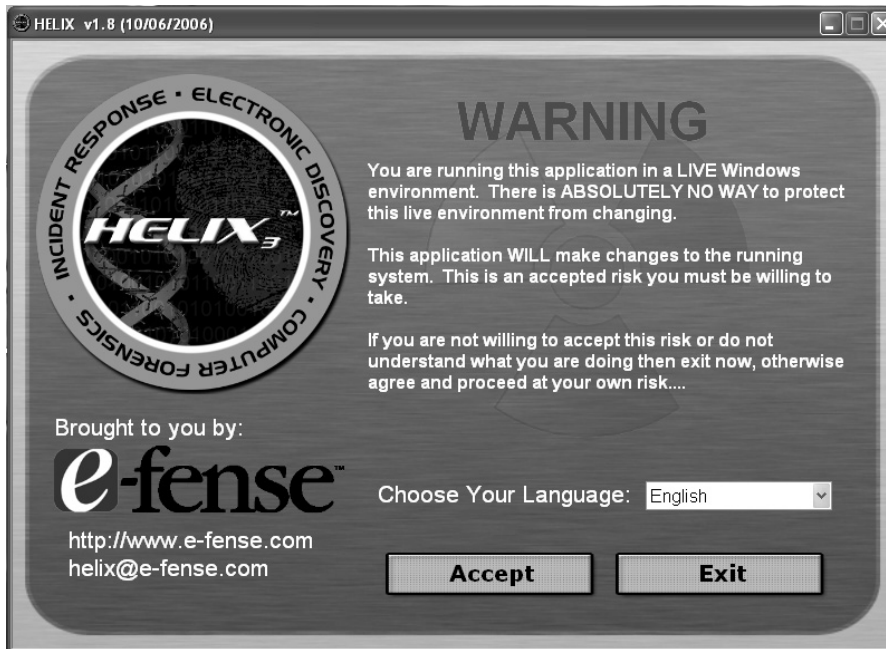 HELIX v1.8 (10/06/2006)
INCIDENT RESPONSE • ELECTRONIC DISCOVERY • COMPUTER FORENSICS •
HELIX3™
WARNING
You are running this application in a LIVE Windows
environment. There is ABSOLUTELY NO WAY to protect
this live environment from changing.
This application WILL make changes to the running
system. This is an accepted risk you must be willing to
take.
If you are not willing to accept this risk or do not
understand what you are doing then exit now, otherwise
agree and proceed at your own risk....
Brought to you by:
e-fense™
http://www.e-fense.com
helix@e-fense.com
Choose Your Language: English
Accept
Exit